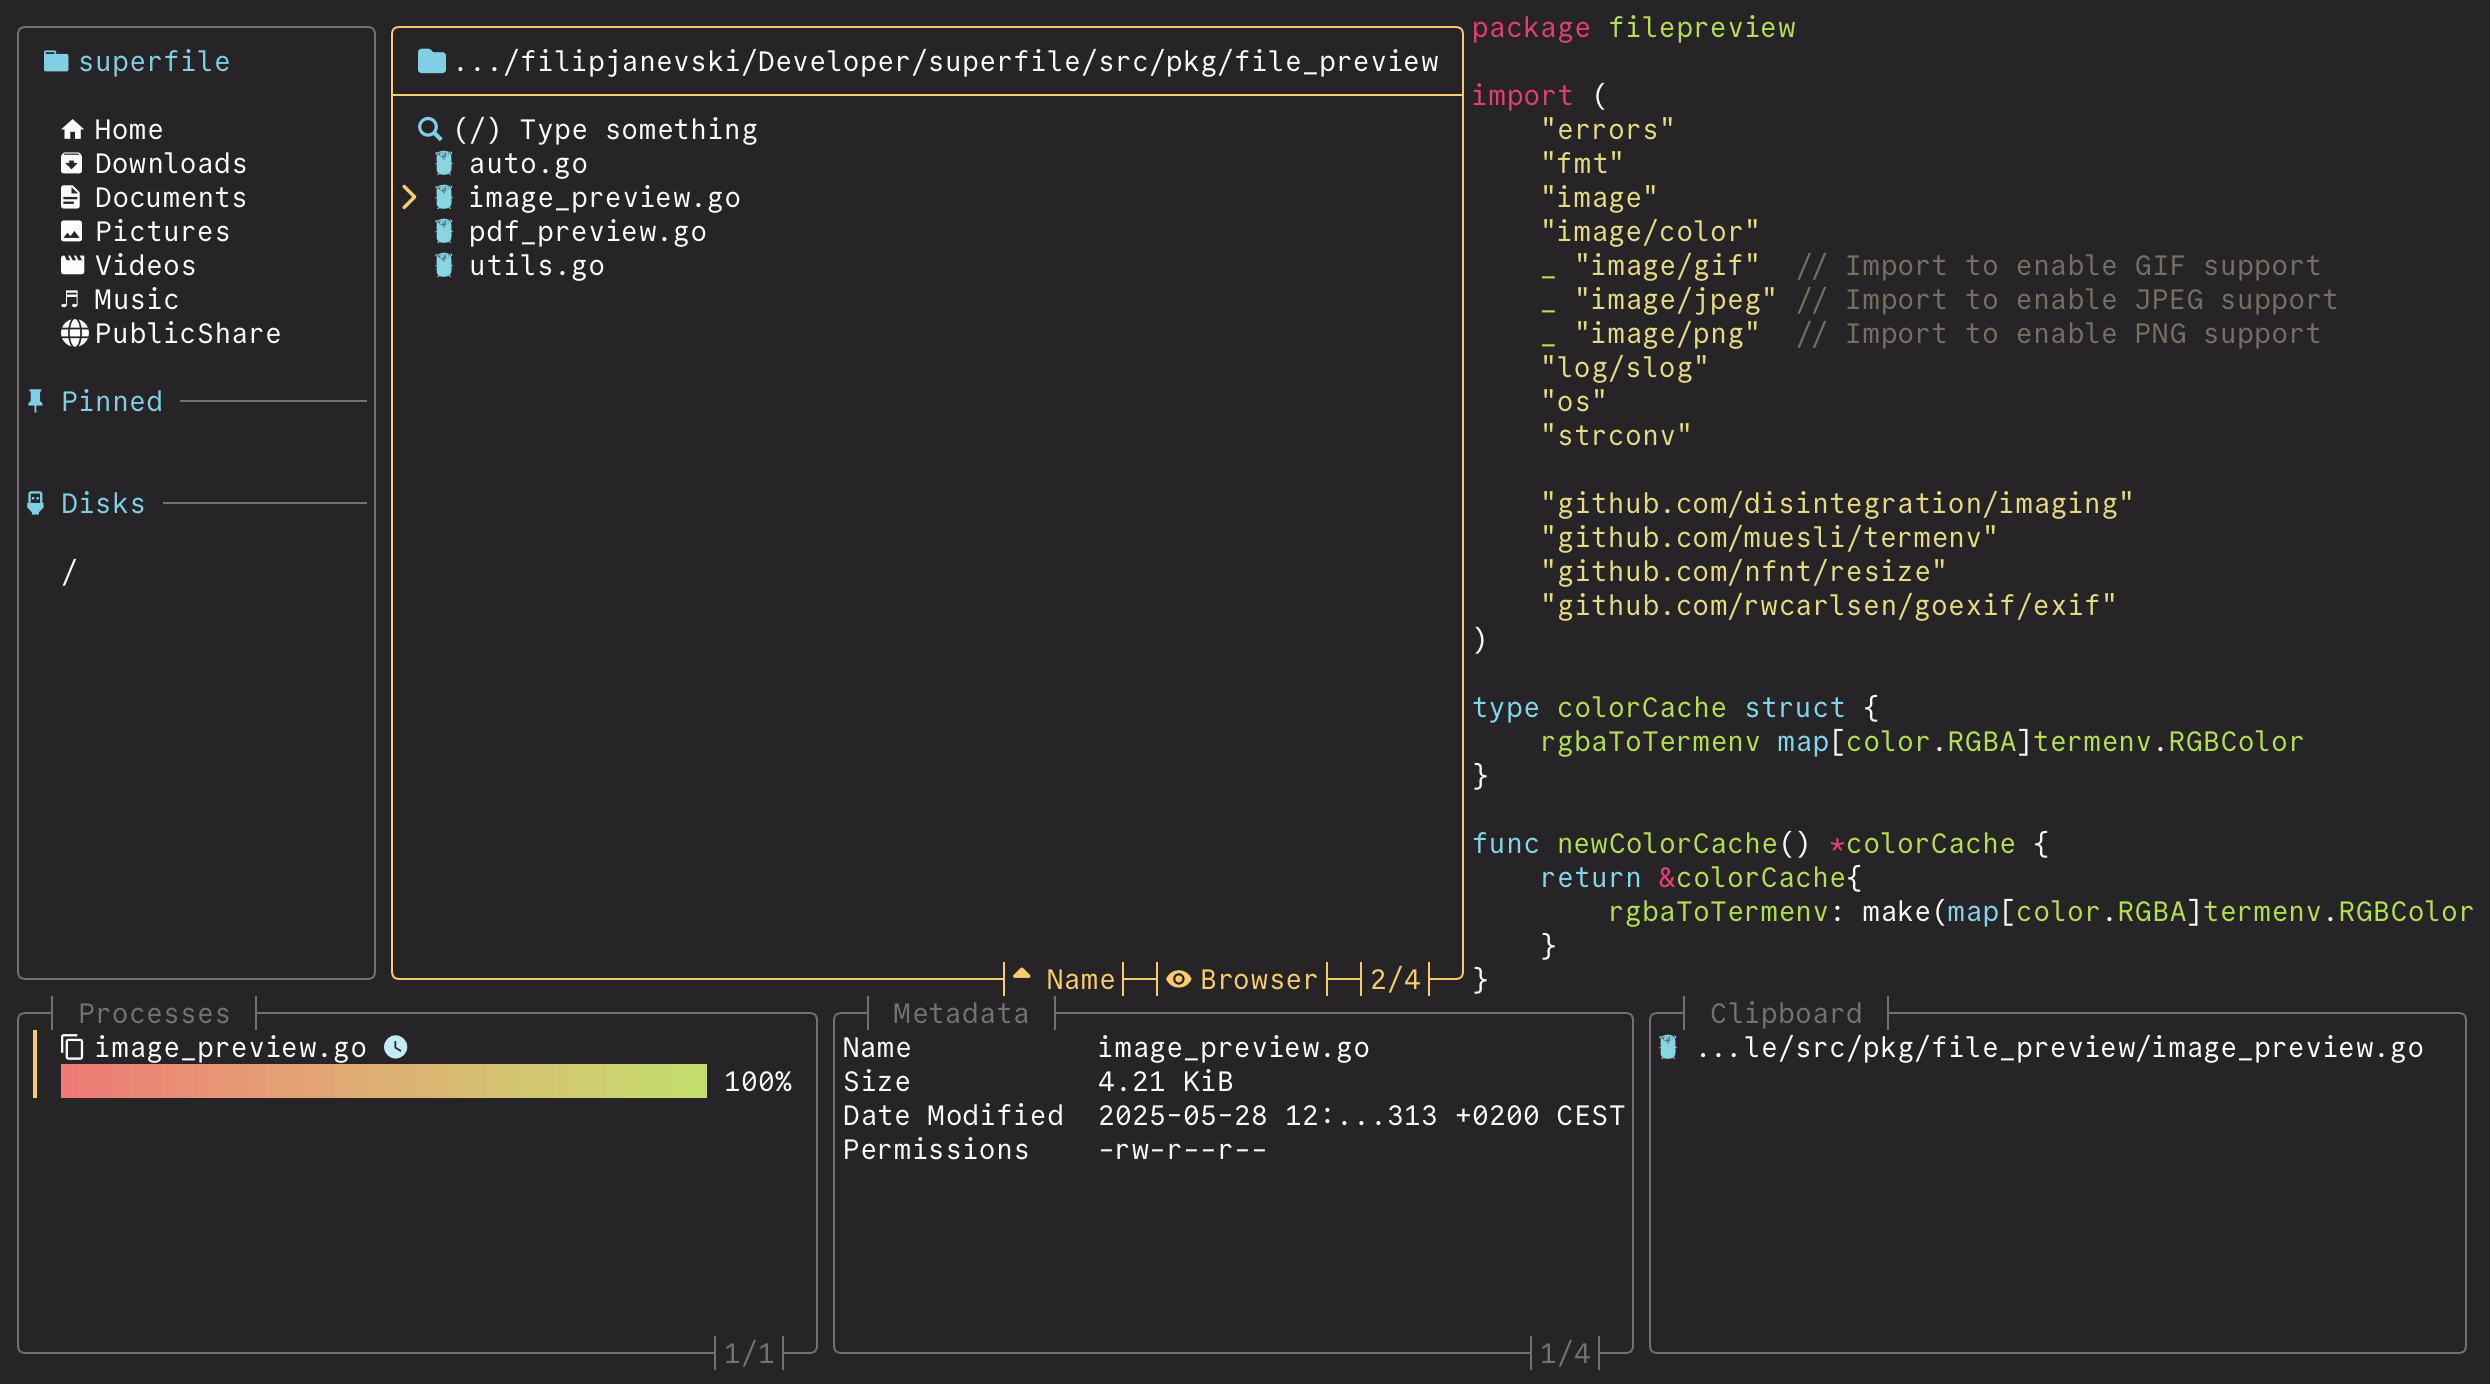 superfile
Home
Downloads
Documents
Pictures
Videos
Music
PublicShare
Pinned
Disks
/
.../filipjanevski/Developer/superfile/src/pkg/file_preview
(/) Type something
auto.go
image_preview.go
pdf_preview.go
utils.go
Name
Browser
2/4
package filepreview
import (
"errors"
"fmt"
"image"
"image/color"
_ "image/gif"  // Import to enable GIF support
_ "image/jpeg" // Import to enable JPEG support
_ "image/png"  // Import to enable PNG support
"log/slog"
"os"
"strconv"
"github.com/disintegration/imaging"
"github.com/muesli/termenv"
"github.com/nfnt/resize"
"github.com/rwcarlsen/goexif/exif"
)
type colorCache struct {
rgbaToTermenv map[color.RGBA]termenv.RGBColor
}
func newColorCache() *colorCache {
return &colorCache{
rgbaToTermenv: make(map[color.RGBA]termenv.RGBColor
}
}
Processes
image_preview.go
100%
1/1
Metadata
Name image_preview.go
Size 4.21 KiB
Date Modified 2025-05-28 12:...313 +0200 CEST
Permissions -rw-r--r--
1/4
Clipboard
...le/src/pkg/file_preview/image_preview.go